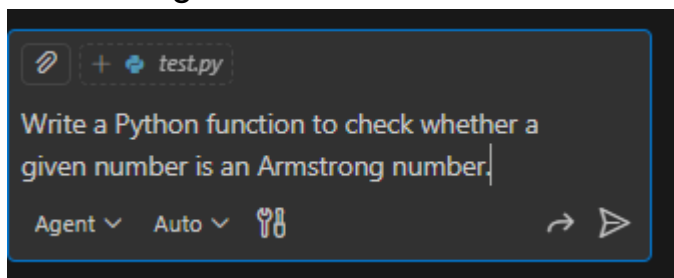 + test.py
Write a Python function to check whether a
given number is an Armstrong number.
Agent Auto